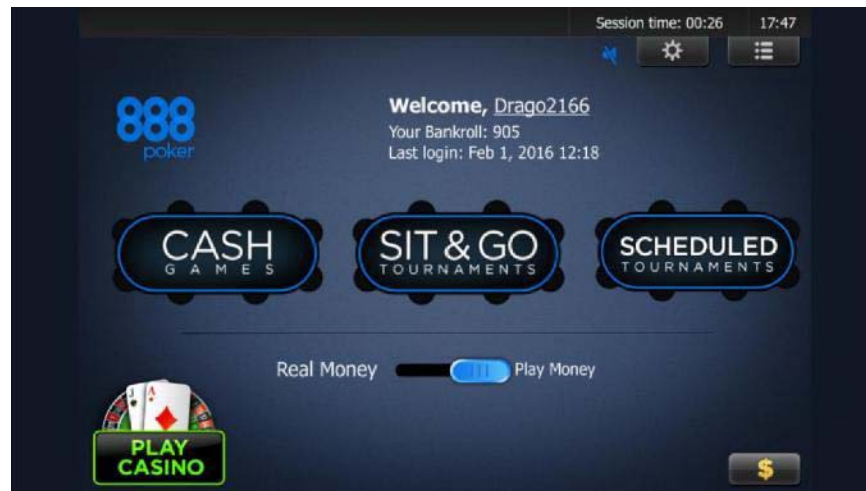 Session time: 00:26 17:47
888
poker
Welcome, Drago2166
Your Bankroll: 905
Last login: Feb 1, 2016 12:18
CASH
GAMES
SIT & GO
TOURNAMENTS
SCHEDULED
TOURNAMENTS
Real Money Play Money
J A
PLAY
CASINO
$